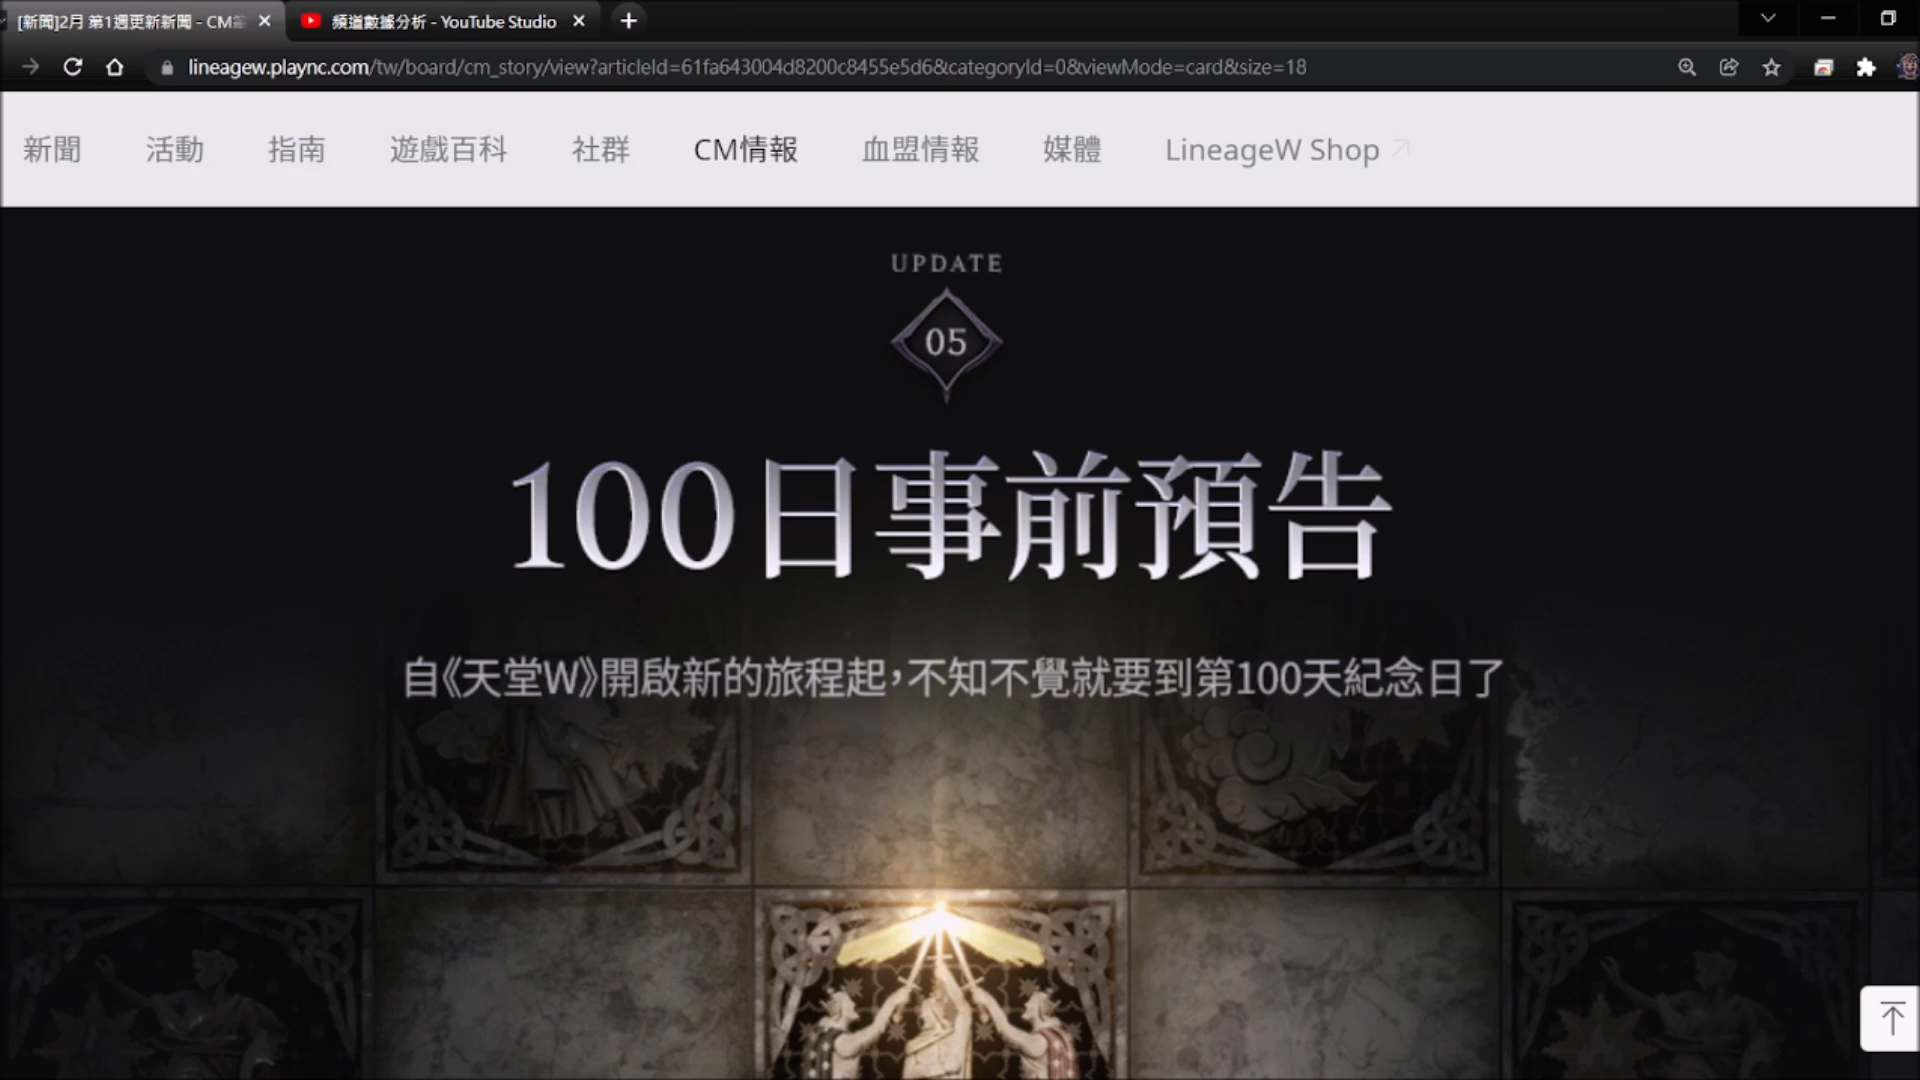 [新聞]2月 第1週更新新聞 - CM
頻道數據分析 - YouTube Studio
lineagew.plaync.com/tw/board/cm_story/view?articleId=61fa643004d8200c8455e5d6&categoryId=0&viewMode=card&size=18
新聞 活動 指南 遊戲百科 社群 CM情報 血盟情報 媒體 LineageW Shop
UPDATE
05
100日事前預告
自《天堂W》開啟新的旅程起,不知不覺就要到第100天紀念日了